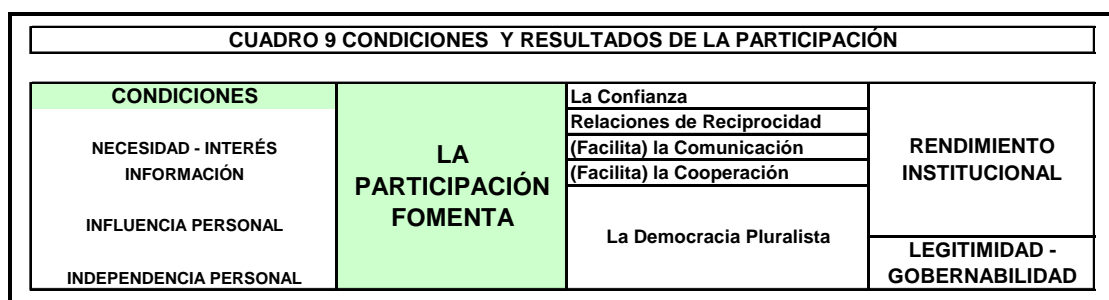 CUADRO 9 CONDICIONES Y RESULTADOS DE LA PARTICIPACIÓN
CONDICIONES
NECESIDAD - INTERÉS
INFORMACIÓN
INFLUENCIA PERSONAL
INDEPENDENCIA PERSONAL
LA
PARTICIPACIÓN
FOMENTA
La Confianza
Relaciones de Reciprocidad
(Facilita) la Comunicación
(Facilita) la Cooperación
La Democracia Pluralista
RENDIMIENTO
INSTITUCIONAL
LEGITIMIDAD -
GOBERNABILIDAD